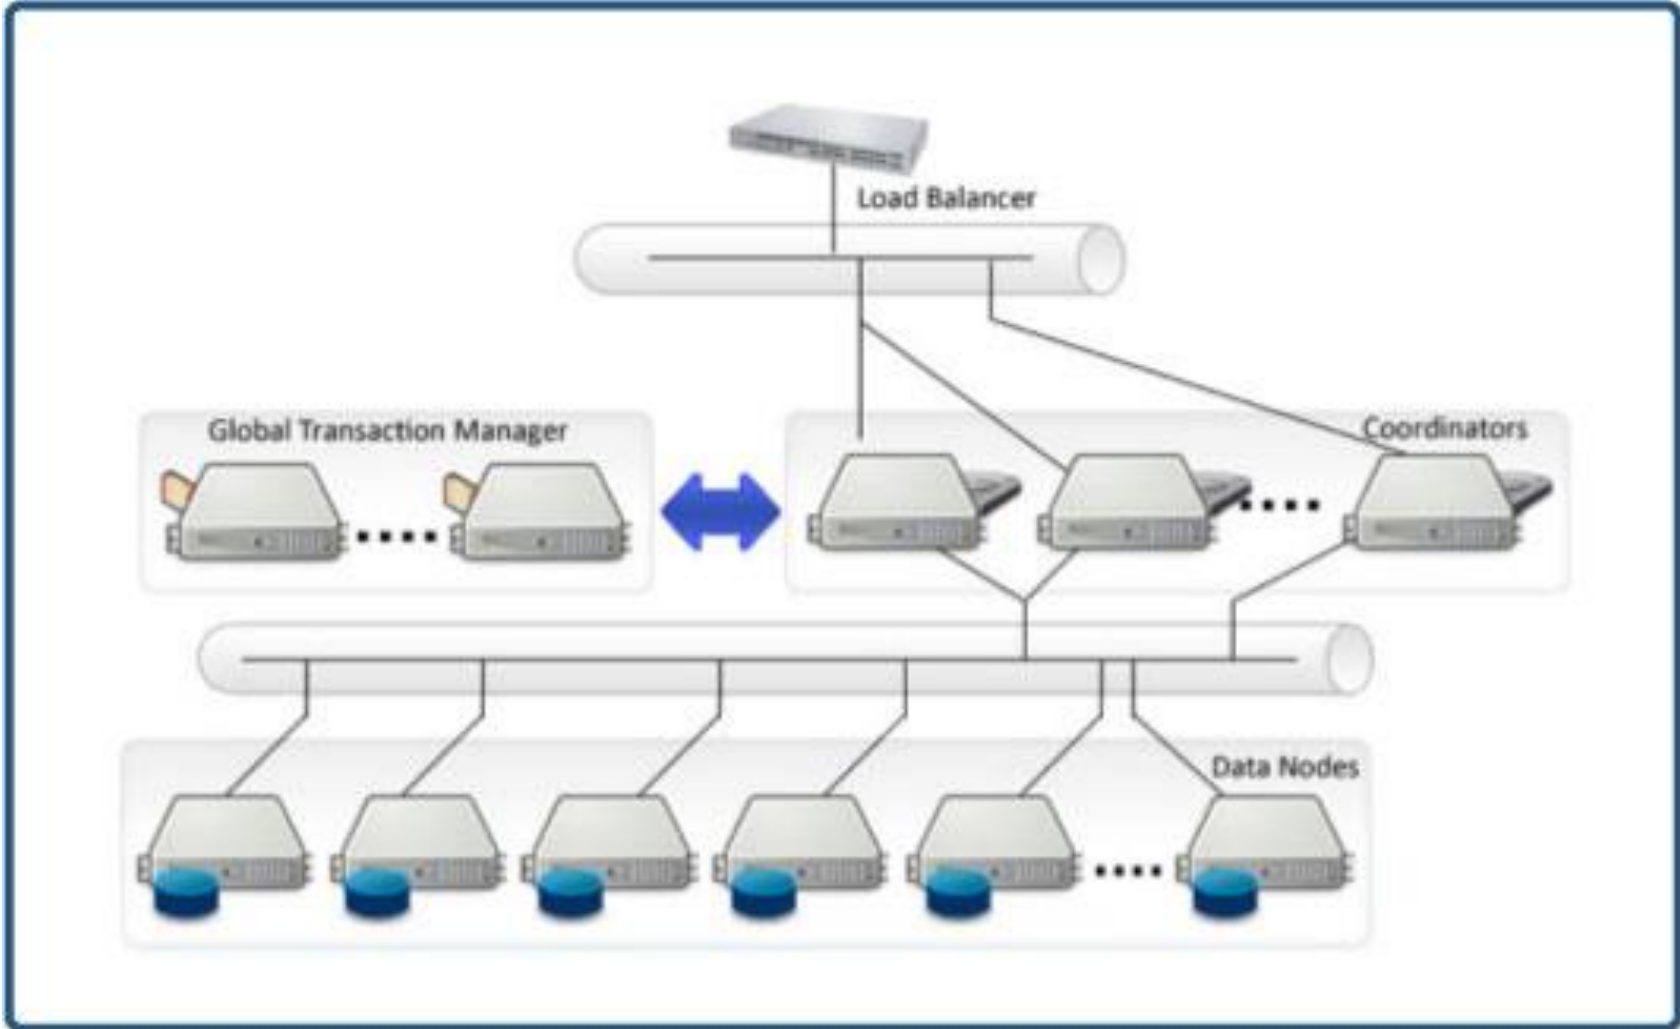 Load Balancer
Global Transaction Manager
Coordinators
Data Nodes